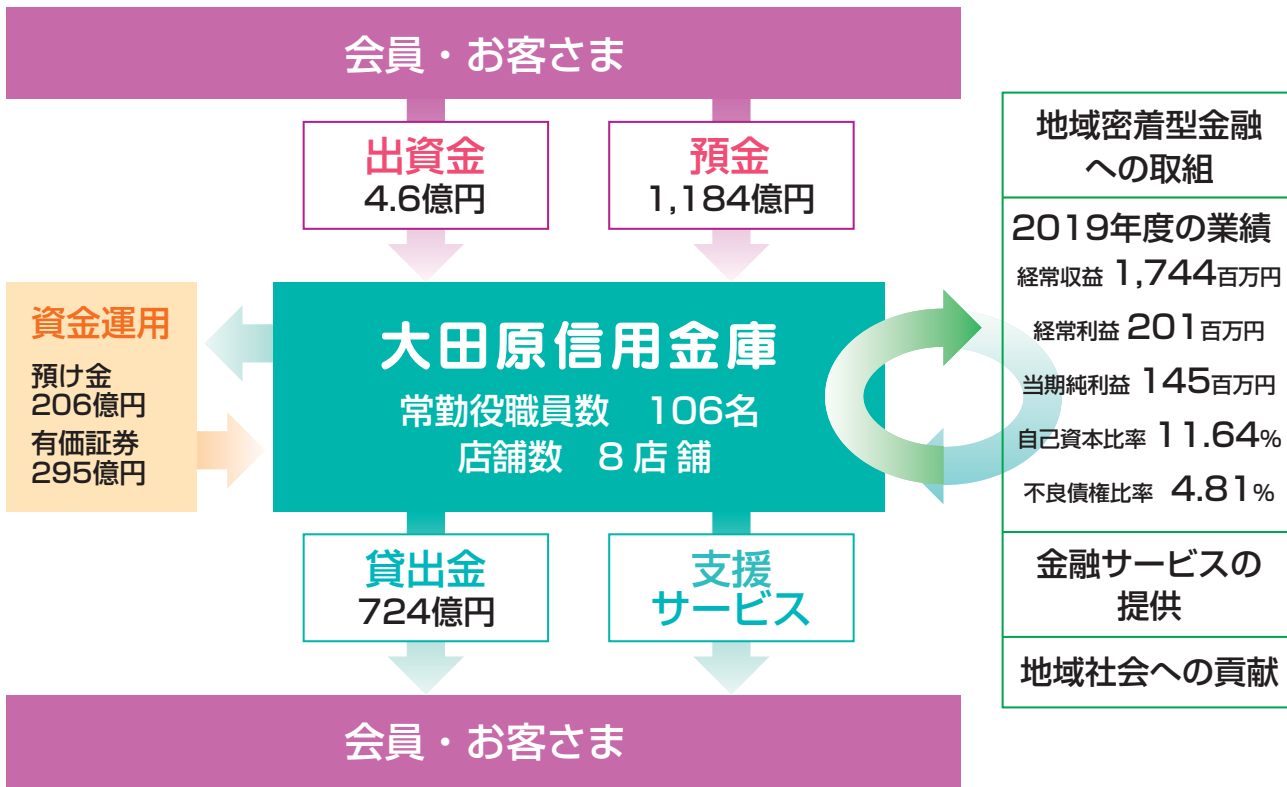 会員・お客さま
出資金
4.6億円
預金
1,184億円
資金運用
預け金
206億円
有価証券
295億円
大田原信用金庫
常勤役職員数 106名
店舗数 8店舗
貸出金
724億円
支援
サービス
会員・お客さま
地域密着型金融
への取組
2019年度の業績
経常収益 1,744百万円
経常利益 201百万円
当期純利益 145百万円
自己資本比率 11.64%
不良債権比率 4.81%
金融サービスの
提供
地域社会への貢献